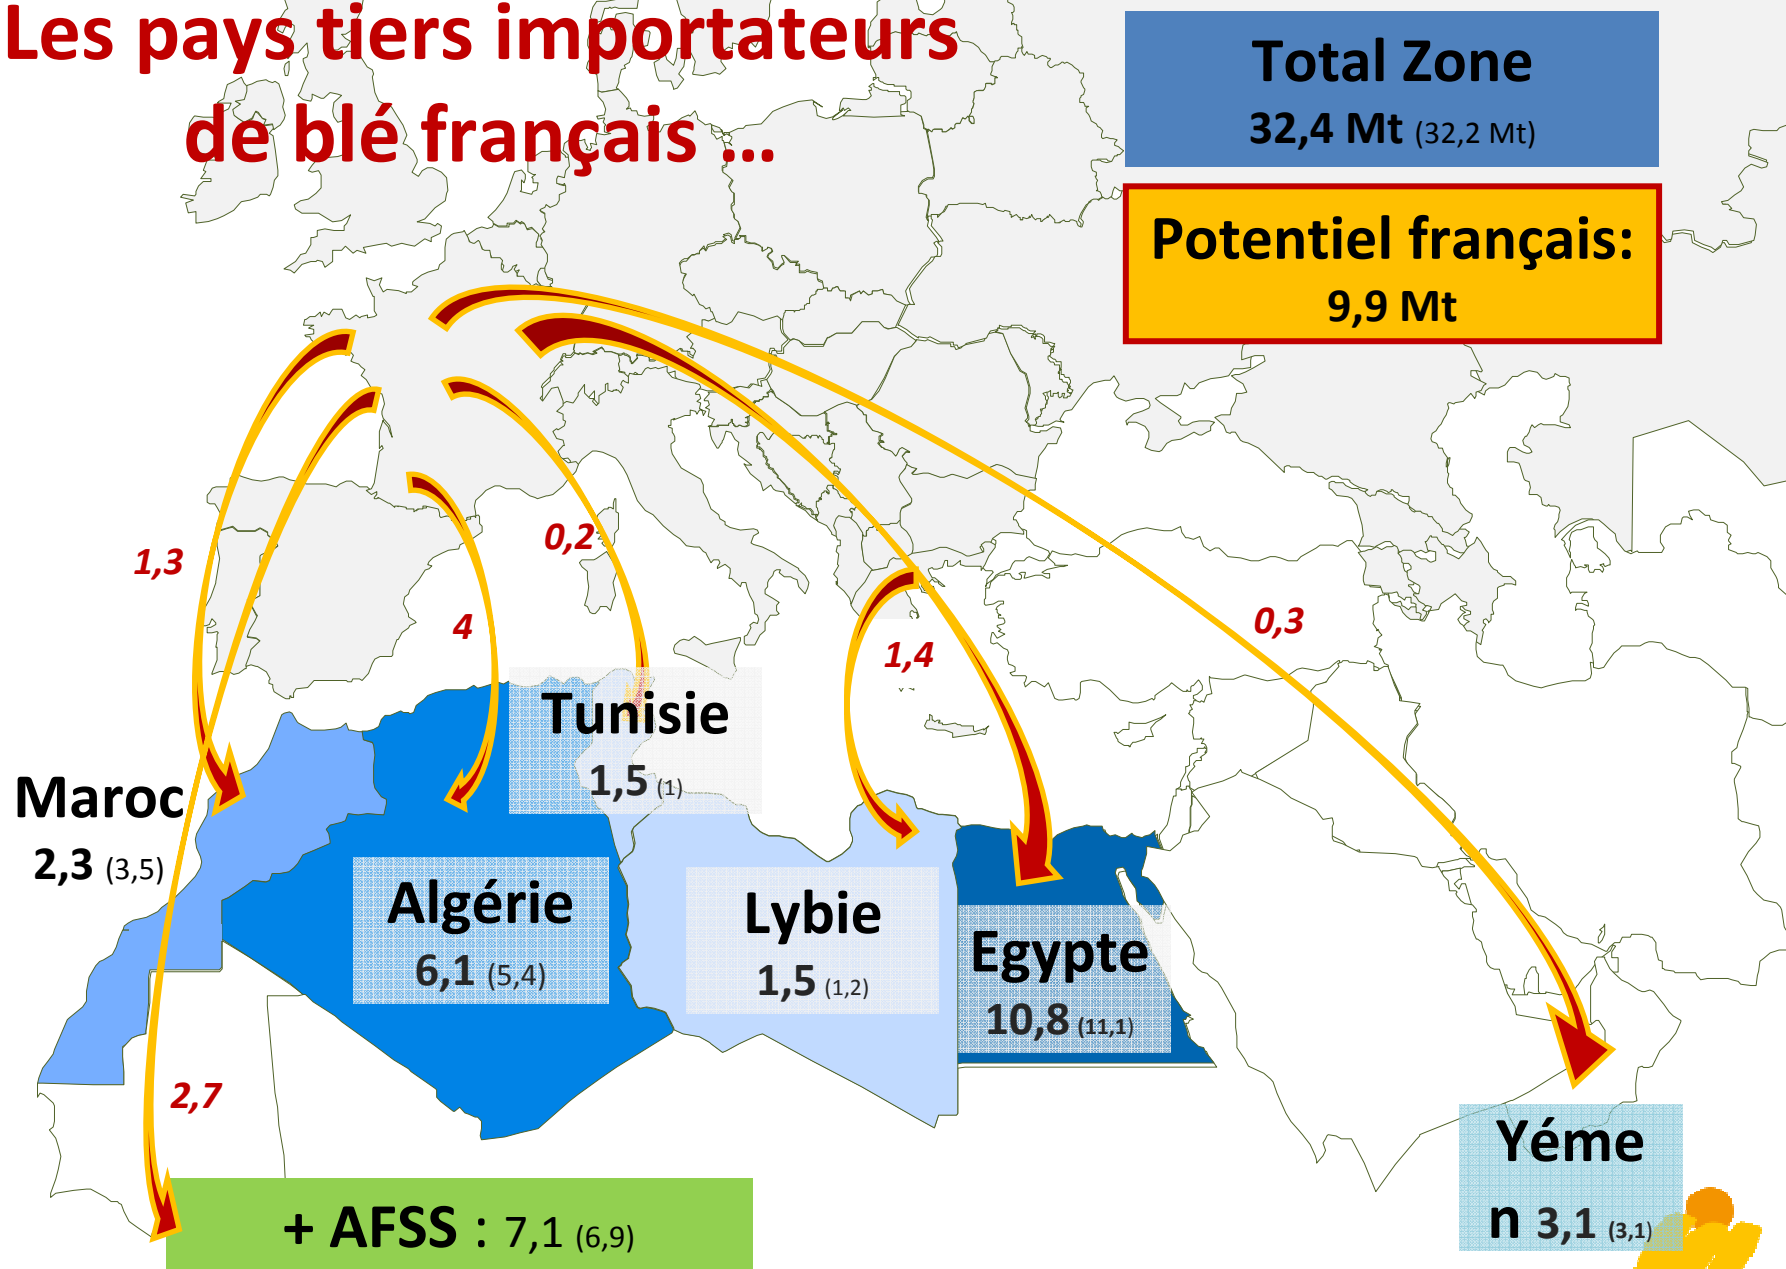 Les pays tiers importateurs
de blé français ...
Total Zone
32,4 Mt (32,2 Mt)
Potentiel français:
9,9 Mt
1,3
0,2
4
1,4
0,3
Tunisie
1,5 (1)
Maroc
2,3 (3,5)
Algérie
6,1 (5,4)
Lybie
1,5 (1,2)
Egypte
10,8 (11,1)
2,7
Yéme
n 3,1 (3,1)
+ AFSS : 7,1 (6,9)